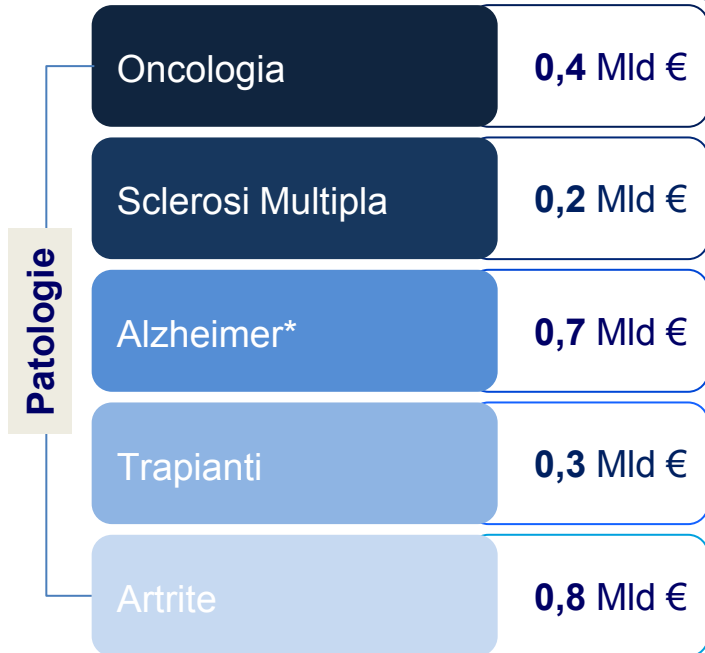 Patologie
Oncologia 0,4 Mld €
Sclerosi Multipla 0,2 Mld €
Alzheimer* 0,7 Mld €
Trapianti 0,3 Mld €
Artrite 0,8 Mld €